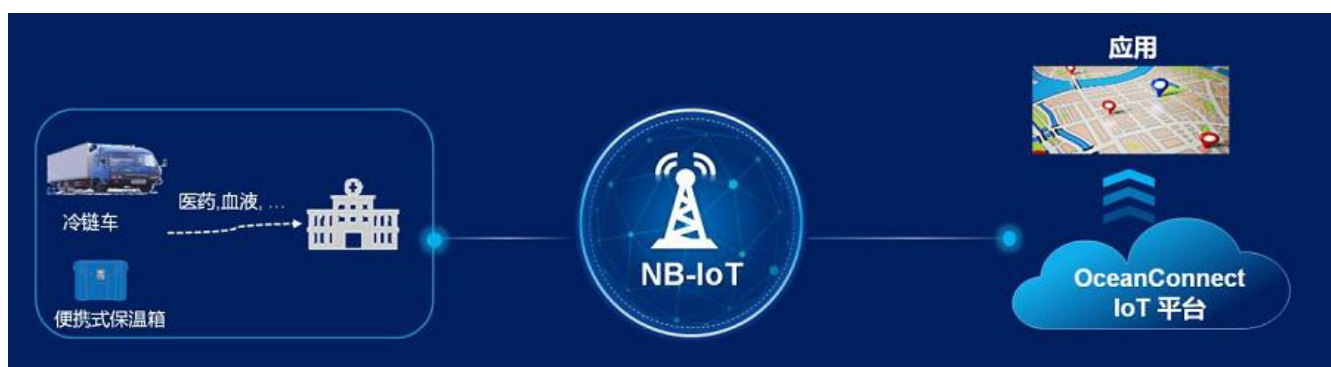 应用
医药,血液, ...
冷链车
便携式保温箱
NB-IoT
OceanConnect
IoT 平台